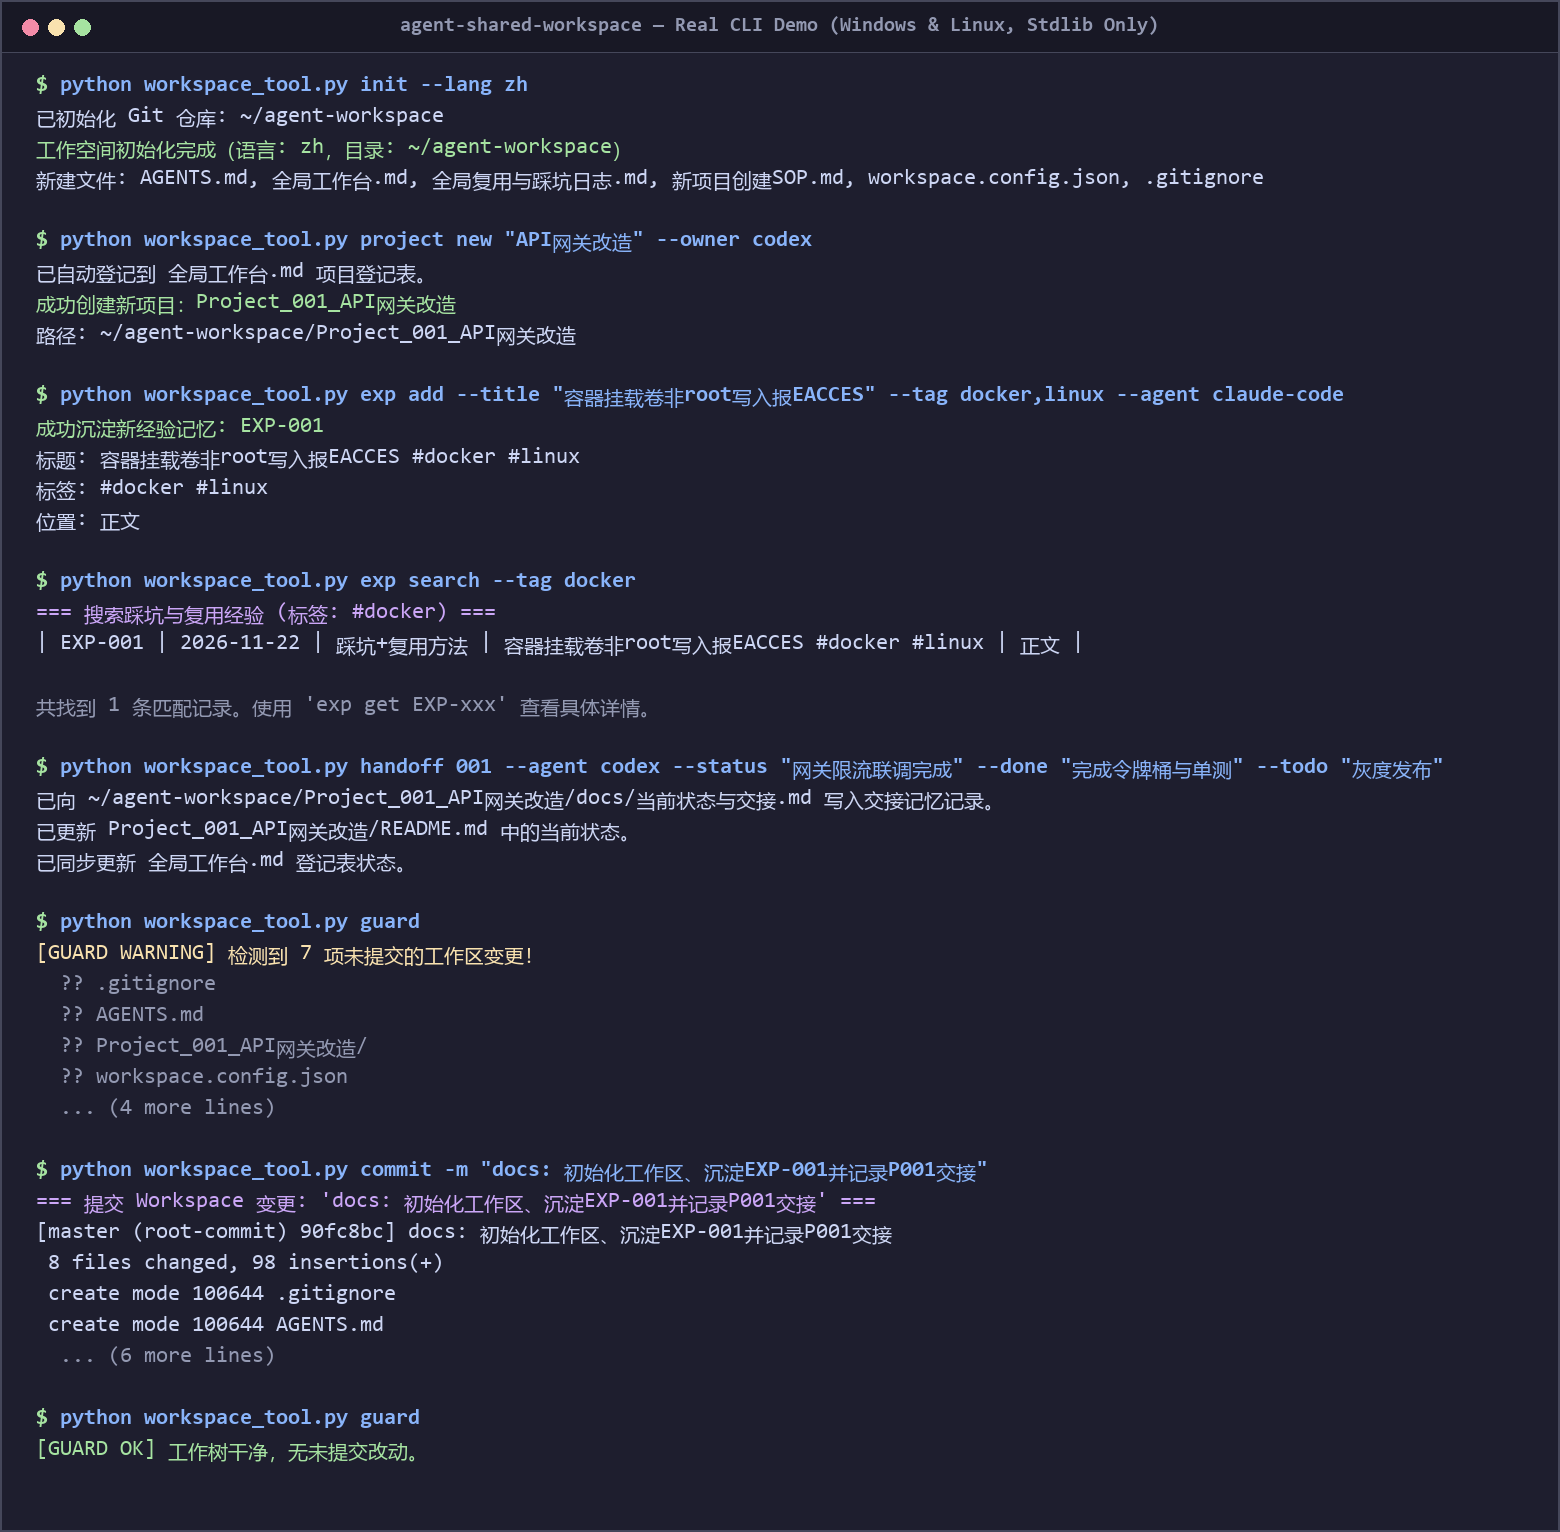 agent-shared-workspace — Real CLI Demo (Windows & Linux, Stdlib Only)
$ python workspace_tool.py init --lang zh
已初始化 Git 仓库: ~/agent-workspace
工作空间初始化完成（语言: zh，目录: ~/agent-workspace）
新建文件: AGENTS.md, 全局工作台.md, 全局复用与踩坑日志.md, 新项目创建SOP.md, workspace.config.json, .gitignore
$ python workspace_tool.py project new "API网关改造" --owner codex
已自动登记到 全局工作台.md 项目登记表。
成功创建新项目: Project_001_API网关改造
路径: ~/agent-workspace/Project_001_API网关改造
$ python workspace_tool.py exp add --title "容器挂载卷非root写入报EACCES" --tag docker,linux --agent claude-code
成功沉淀新经验记忆: EXP-001
标题: 容器挂载卷非root写入报EACCES #docker #linux
标签: #docker #linux
位置: 正文
$ python workspace_tool.py exp search --tag docker
=== 搜索踩坑与复用经验 (标签: #docker) ===
| EXP-001 | 2026-11-22 | 踩坑+复用方法 | 容器挂载卷非root写入报EACCES #docker #linux | 正文 |
共找到 1 条匹配记录。使用 'exp get EXP-xxx' 查看具体详情。
$ python workspace_tool.py handoff 001 --agent codex --status "网关限流联调完成" --done "完成令牌桶与单测" --todo "灰度发布"
已向 ~/agent-workspace/Project_001_API网关改造/docs/当前状态与交接.md 写入交接记忆记录。
已更新 Project_001_API网关改造/README.md 中的当前状态。
已同步更新 全局工作台.md 登记表状态。
$ python workspace_tool.py guard
[GUARD WARNING] 检测到 7 项未提交的工作区变更！
?? .gitignore
?? AGENTS.md
?? Project_001_API网关改造/
?? workspace.config.json
... (4 more lines)
$ python workspace_tool.py commit -m "docs: 初始化工作区、沉淀EXP-001并记录P001交接"
=== 提交 Workspace 变更: 'docs: 初始化工作区、沉淀EXP-001并记录P001交接' ===
[master (root-commit) 90fc8bc] docs: 初始化工作区、沉淀EXP-001并记录P001交接
8 files changed, 98 insertions(+)
create mode 100644 .gitignore
create mode 100644 AGENTS.md
... (6 more lines)
$ python workspace_tool.py guard
[GUARD OK] 工作树干净，无未提交改动。